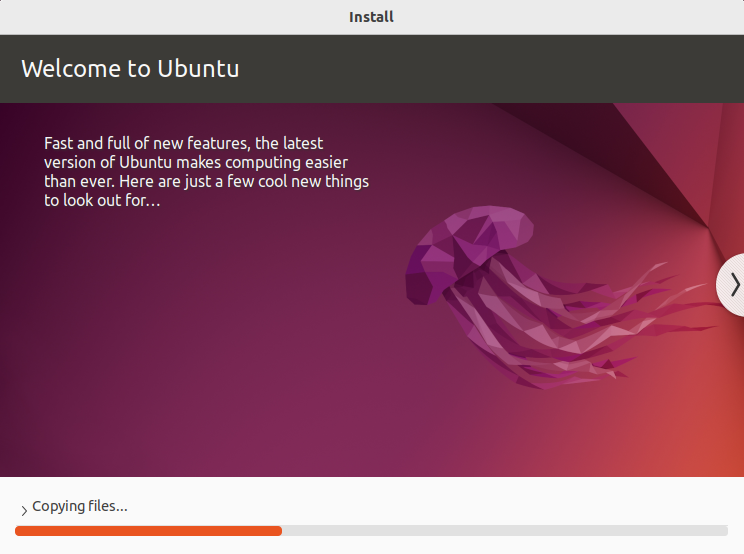 Install
Welcome to Ubuntu
Fast and full of new features, the latest
version of Ubuntu makes computing easier
than ever. Here are just a few cool new things
to look out for…
Copying files...